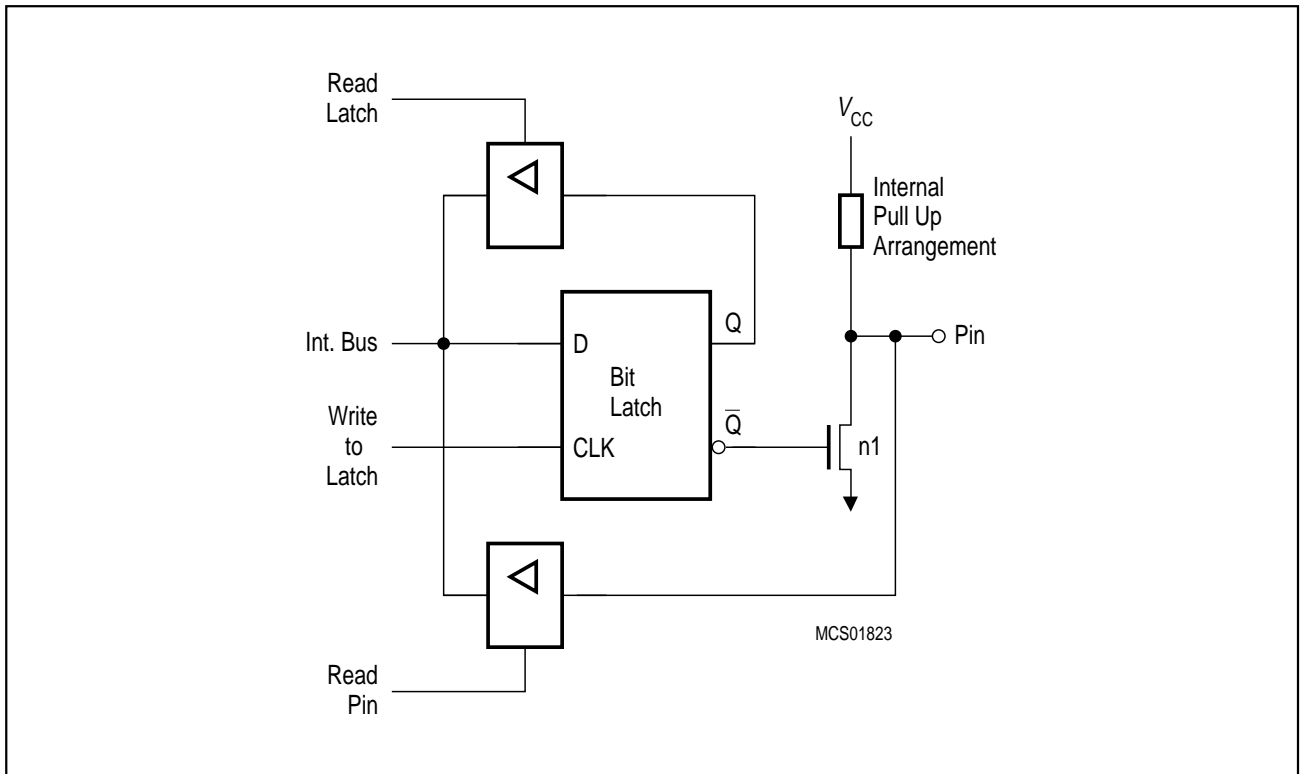 Read
Latch
VCC
Internal
Pull Up
Arrangement
Int. Bus
D
Q
Pin
Bit
Latch
Write
to
Latch
CLK
Q̅
n1
MCS01823
Read
Pin